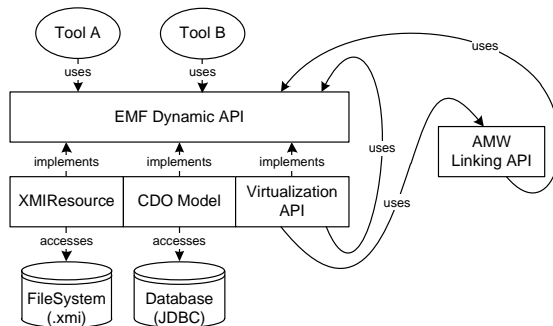 Tool A
Tool B
uses
uses
uses
EMF Dynamic API
AMW
Linking API
uses
implements
implements
implements
XMIResource
CDO Model
Virtualization
API
uses
accesses
accesses
FileSystem
(.xmi)
Database
(JDBC)